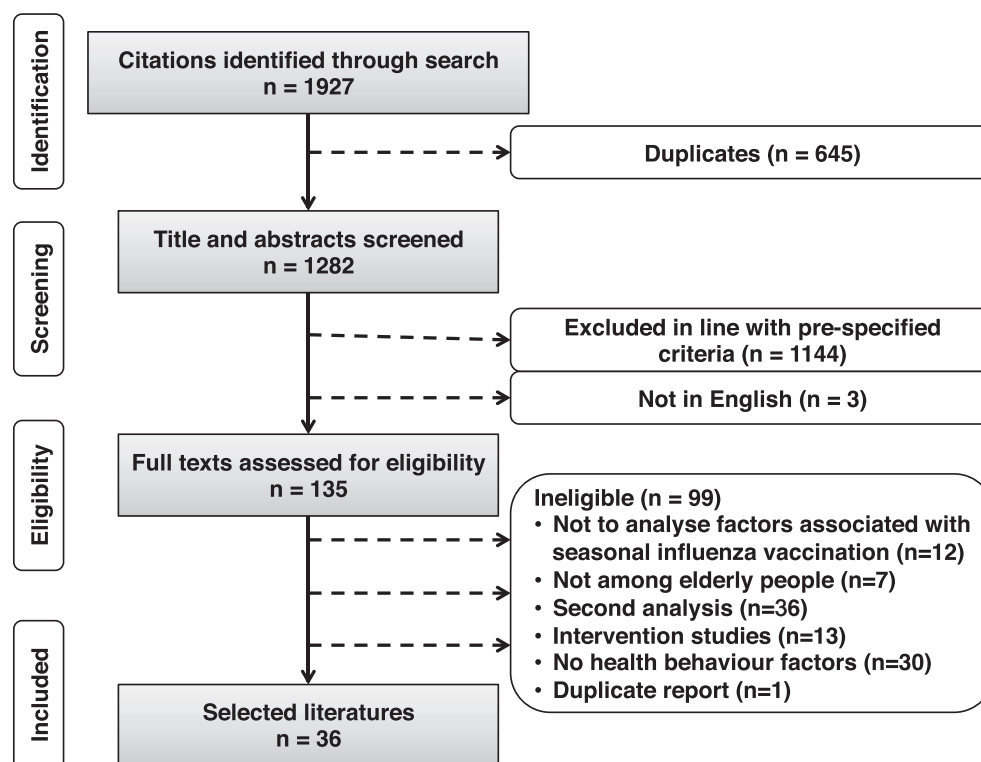 Identification
Citations identified through search
n = 1927
Duplicates (n = 645)
Screening
Title and abstracts screened
n = 1282
Excluded in line with pre-specified
criteria (n = 1144)
Not in English (n = 3)
Eligibility
Full texts assessed for eligibility
n = 135
Ineligible (n = 99)
• Not to analyse factors associated with
seasonal influenza vaccination (n=12)
• Not among elderly people (n=7)
• Second analysis (n=36)
• Intervention studies (n=13)
• No health behaviour factors (n=30)
• Duplicate report (n=1)
Included
Selected literatures
n = 36